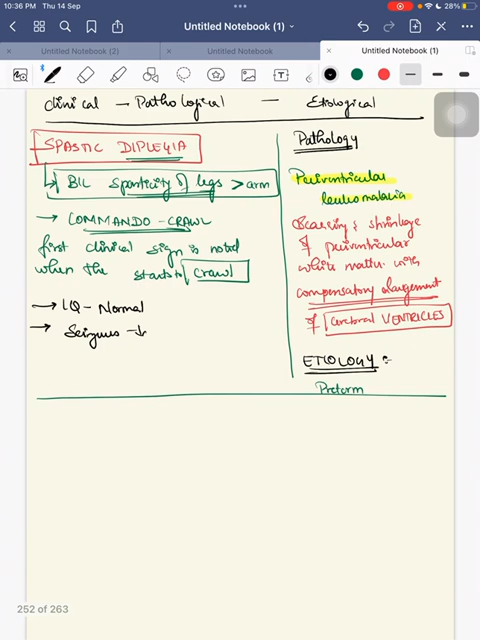 10:36 PM Thu 14 Sep
28%
Untitled Notebook (1)
Untitled Notebook (2)
Untitled Notebook
Untitled Notebook (1)
Clinical → Pathological — Etiological
SPASTIC DIPLEGIA
BIL Spasticity of legs > arm
→ COMMANDO-CRAWL
first clinical sign is noted
when the starts to crawl
→ IQ - Normal
→ Seizures - ↓
Pathology
Periventricular
leukomalacia
Scarring & shrinkage
of periventricular
white matter with
compensatory enlargement
of cerebral VENTRICLES
ETIOLOGY :
Preterm
252 of 263